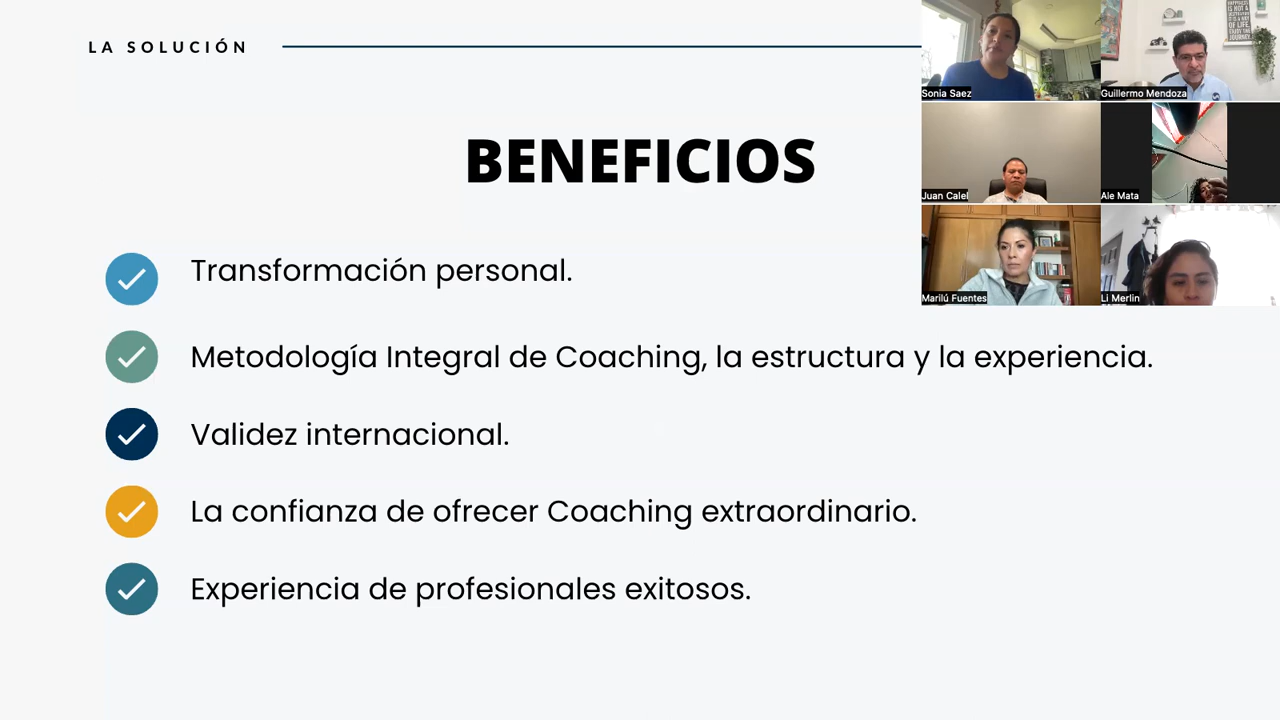 LA SOLUCIÓN
BENEFICIOS
Transformación personal.
Metodología Integral de Coaching, la estructura y la experiencia.
Validez internacional.
La confianza de ofrecer Coaching extraordinario.
Experiencia de profesionales exitosos.
Sonia Saez
Guillermo Mendoza
Juan Calel
Ale Mata
Marilú Fuentes
Li Merlin